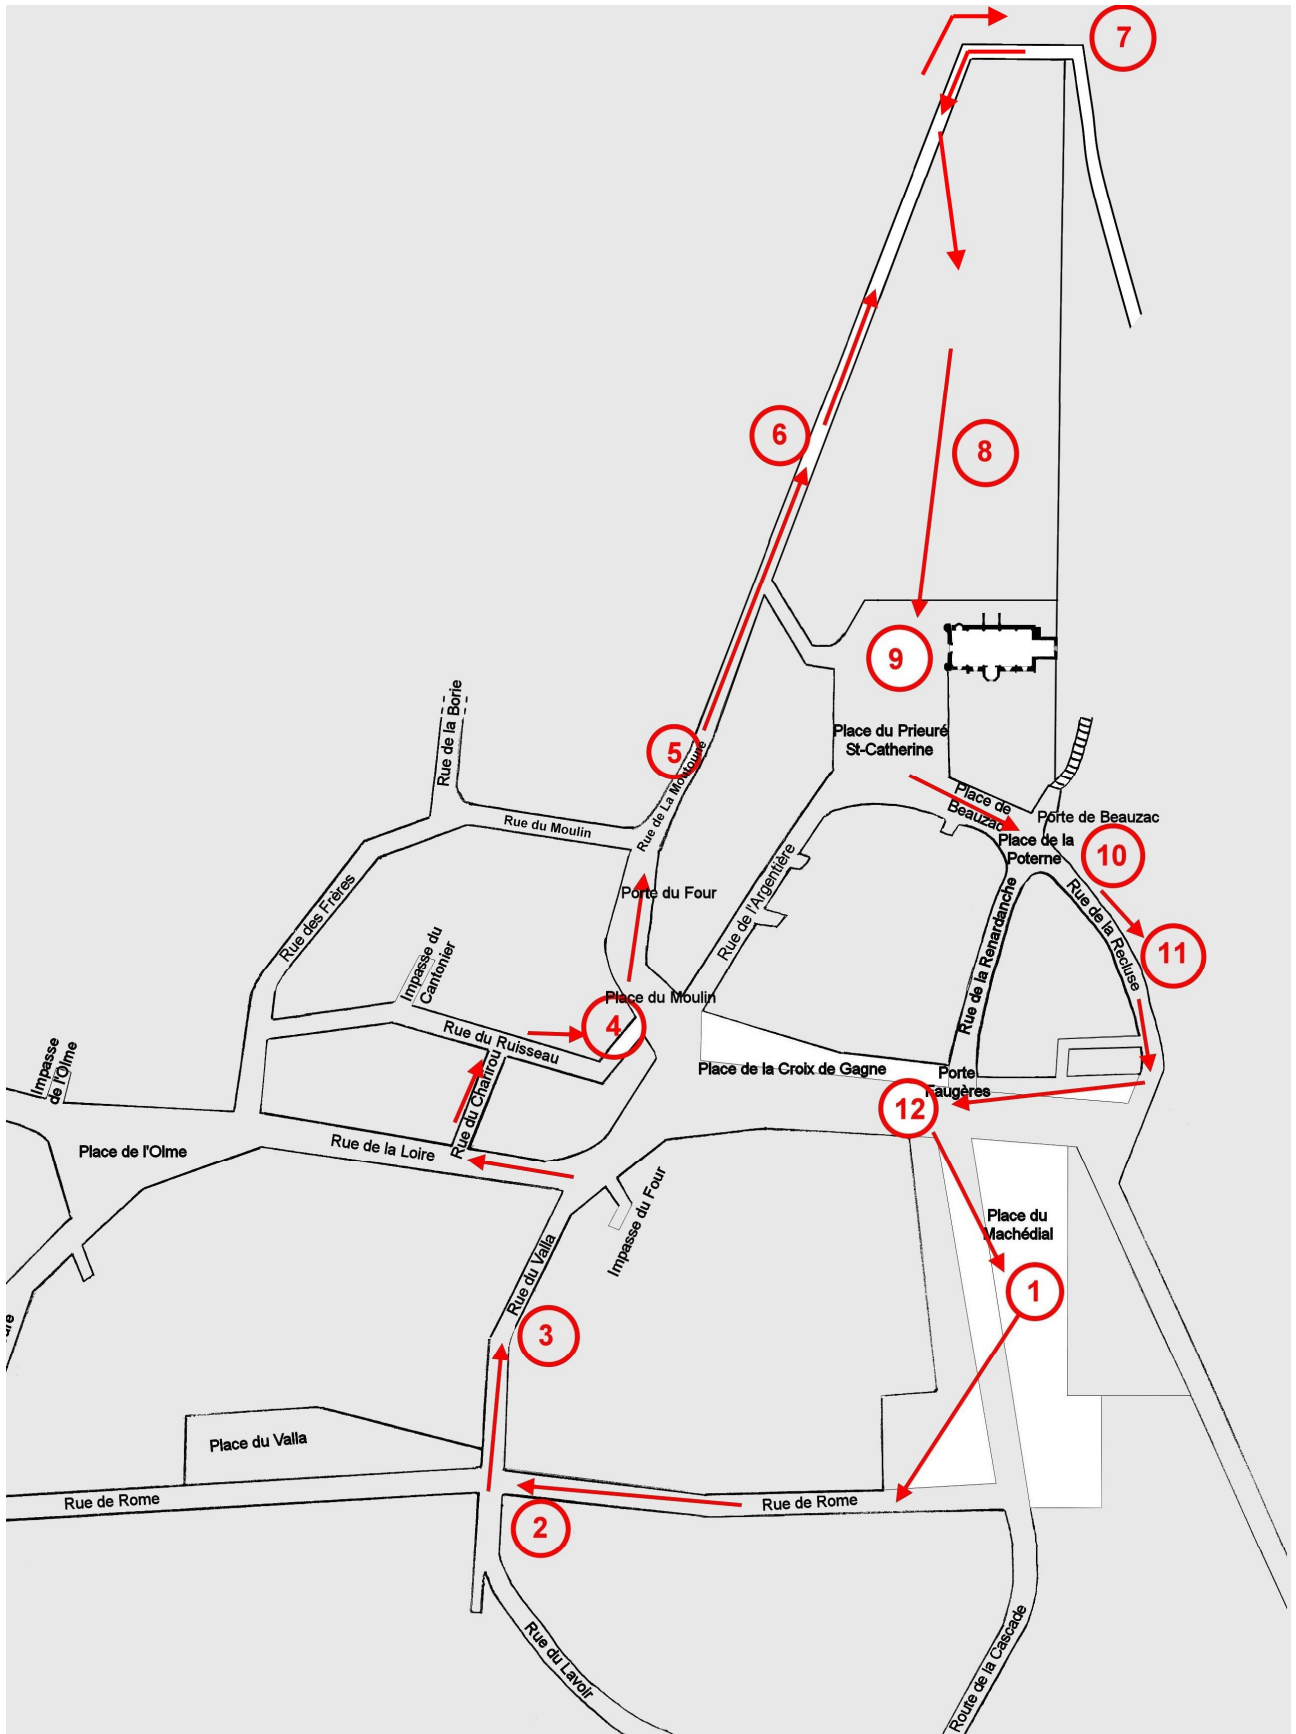 7
6
8
9
Place du Prieuré
St-Catherine
5
Rue de La Moutoune
Rue de la Borie
Rue du Moulin
Place de
Beauzac
Porte de Beauzac
Place de la
Poterne
10
Rue des Frères
Porte du Four
Rue de l'Argentière
Rue de la Renardanche
Rue de la Recluse
11
Impasse du
Cantonier
Place du Moulin
4
Rue du Ruisseau
Impasse
de l'Olme
Rue du Charirou
Place de la Croix de Gagne
Porte
Faugères
12
Place de l'Olme
Rue de la Loire
Impasse du Four
Place du
Machédial
1
Rue du Valla
3
Place du Valla
Rue de Rome
Rue de Rome
2
Rue du Lavoir
Route de la Cascade